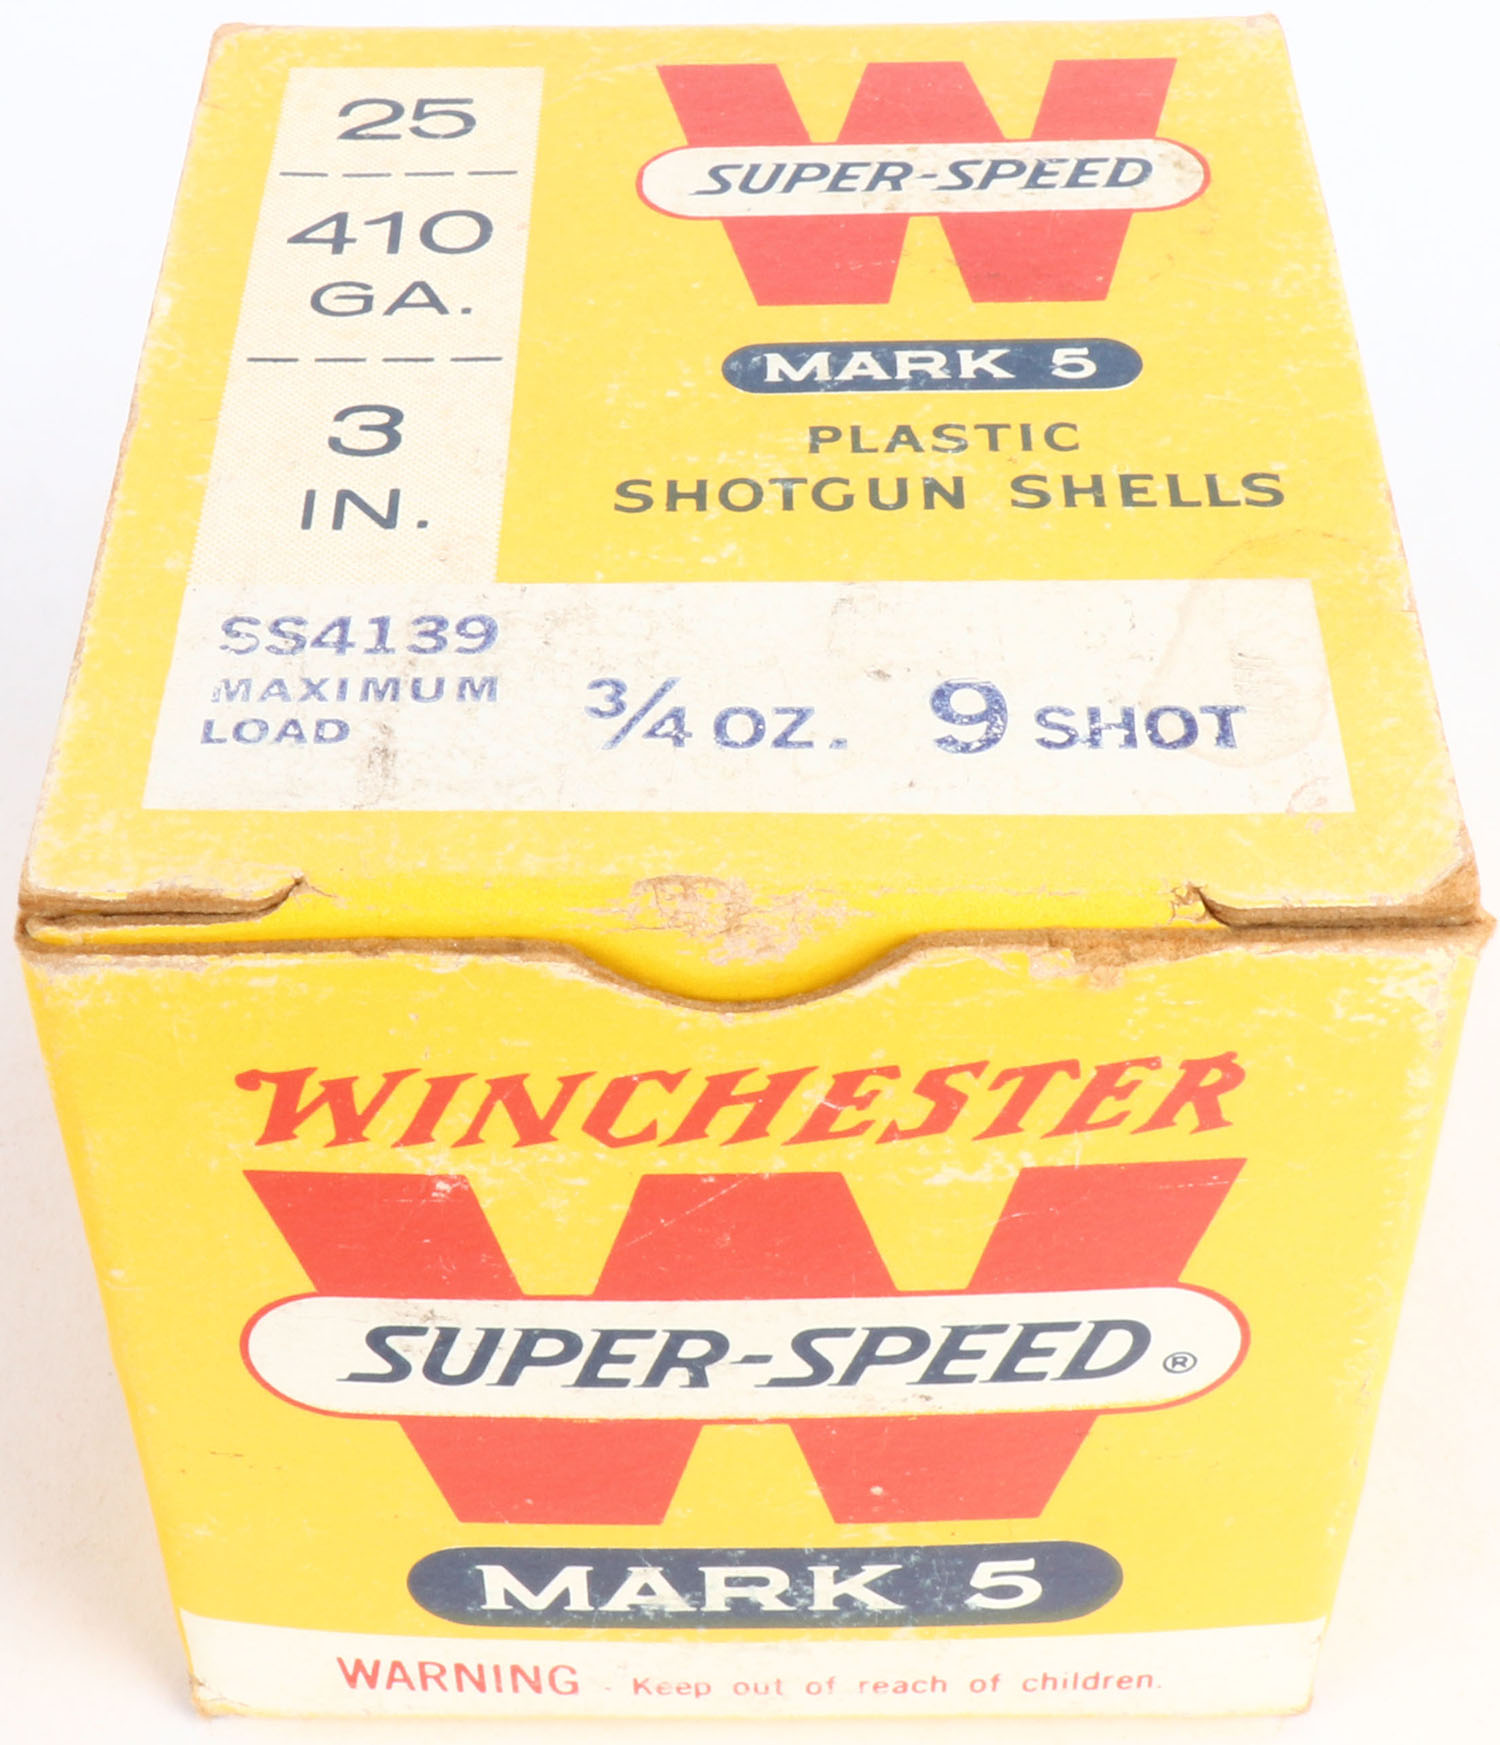 25
410
GA.
3
IN.
SUPER-SPEED
MARK 5
PLASTIC
SHOTGUN SHELLS
SS4139
MAXIMUM
LOAD
3/4 OZ. 9 SHOT
WINCHESTER
SUPER-SPEED®
MARK 5
WARNING - Keep out of reach of children.